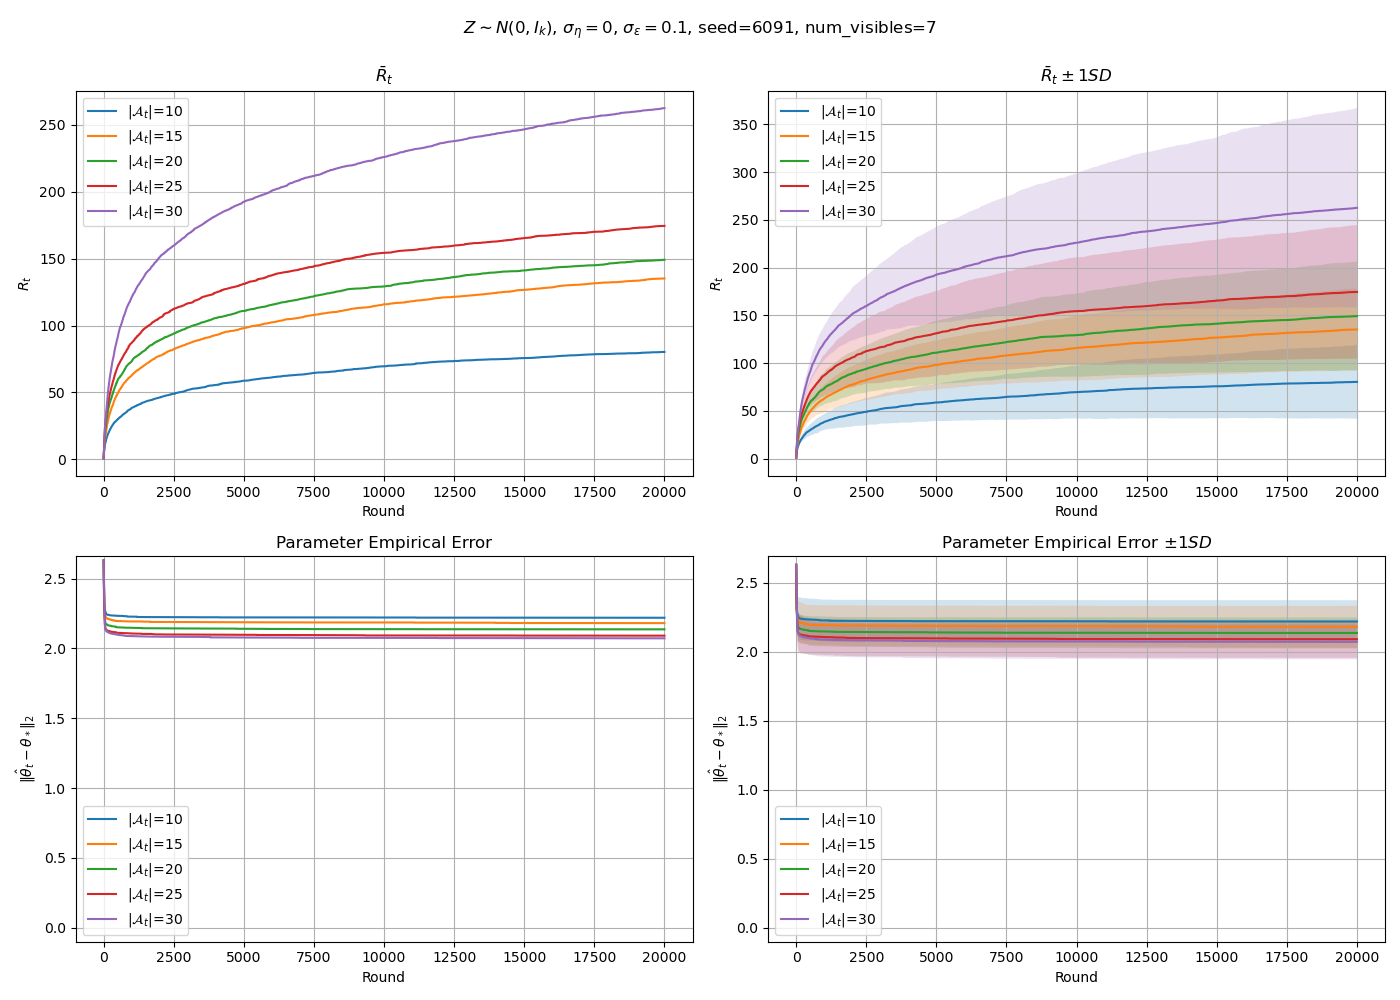 Z ∼ N(0, I_k), σ_η = 0, σ_ε = 0.1, seed=6091, num_visibles=7
R̄_t
R_t
250
200
150
100
50
0
|𝒜_t|=10
|𝒜_t|=15
|𝒜_t|=20
|𝒜_t|=25
|𝒜_t|=30
0 2500 5000 7500 10000 12500 15000 17500 20000
Round
R̄_t ± 1SD
R_t
350
300
250
200
150
100
50
0
|𝒜_t|=10
|𝒜_t|=15
|𝒜_t|=20
|𝒜_t|=25
|𝒜_t|=30
0 2500 5000 7500 10000 12500 15000 17500 20000
Round
Parameter Empirical Error
‖θ̂_t − θ_*‖_2
2.5
2.0
1.5
1.0
0.5
0.0
|𝒜_t|=10
|𝒜_t|=15
|𝒜_t|=20
|𝒜_t|=25
|𝒜_t|=30
0 2500 5000 7500 10000 12500 15000 17500 20000
Round
Parameter Empirical Error ±1SD
‖θ̂_t − θ_*‖_2
2.5
2.0
1.5
1.0
0.5
0.0
|𝒜_t|=10
|𝒜_t|=15
|𝒜_t|=20
|𝒜_t|=25
|𝒜_t|=30
0 2500 5000 7500 10000 12500 15000 17500 20000
Round